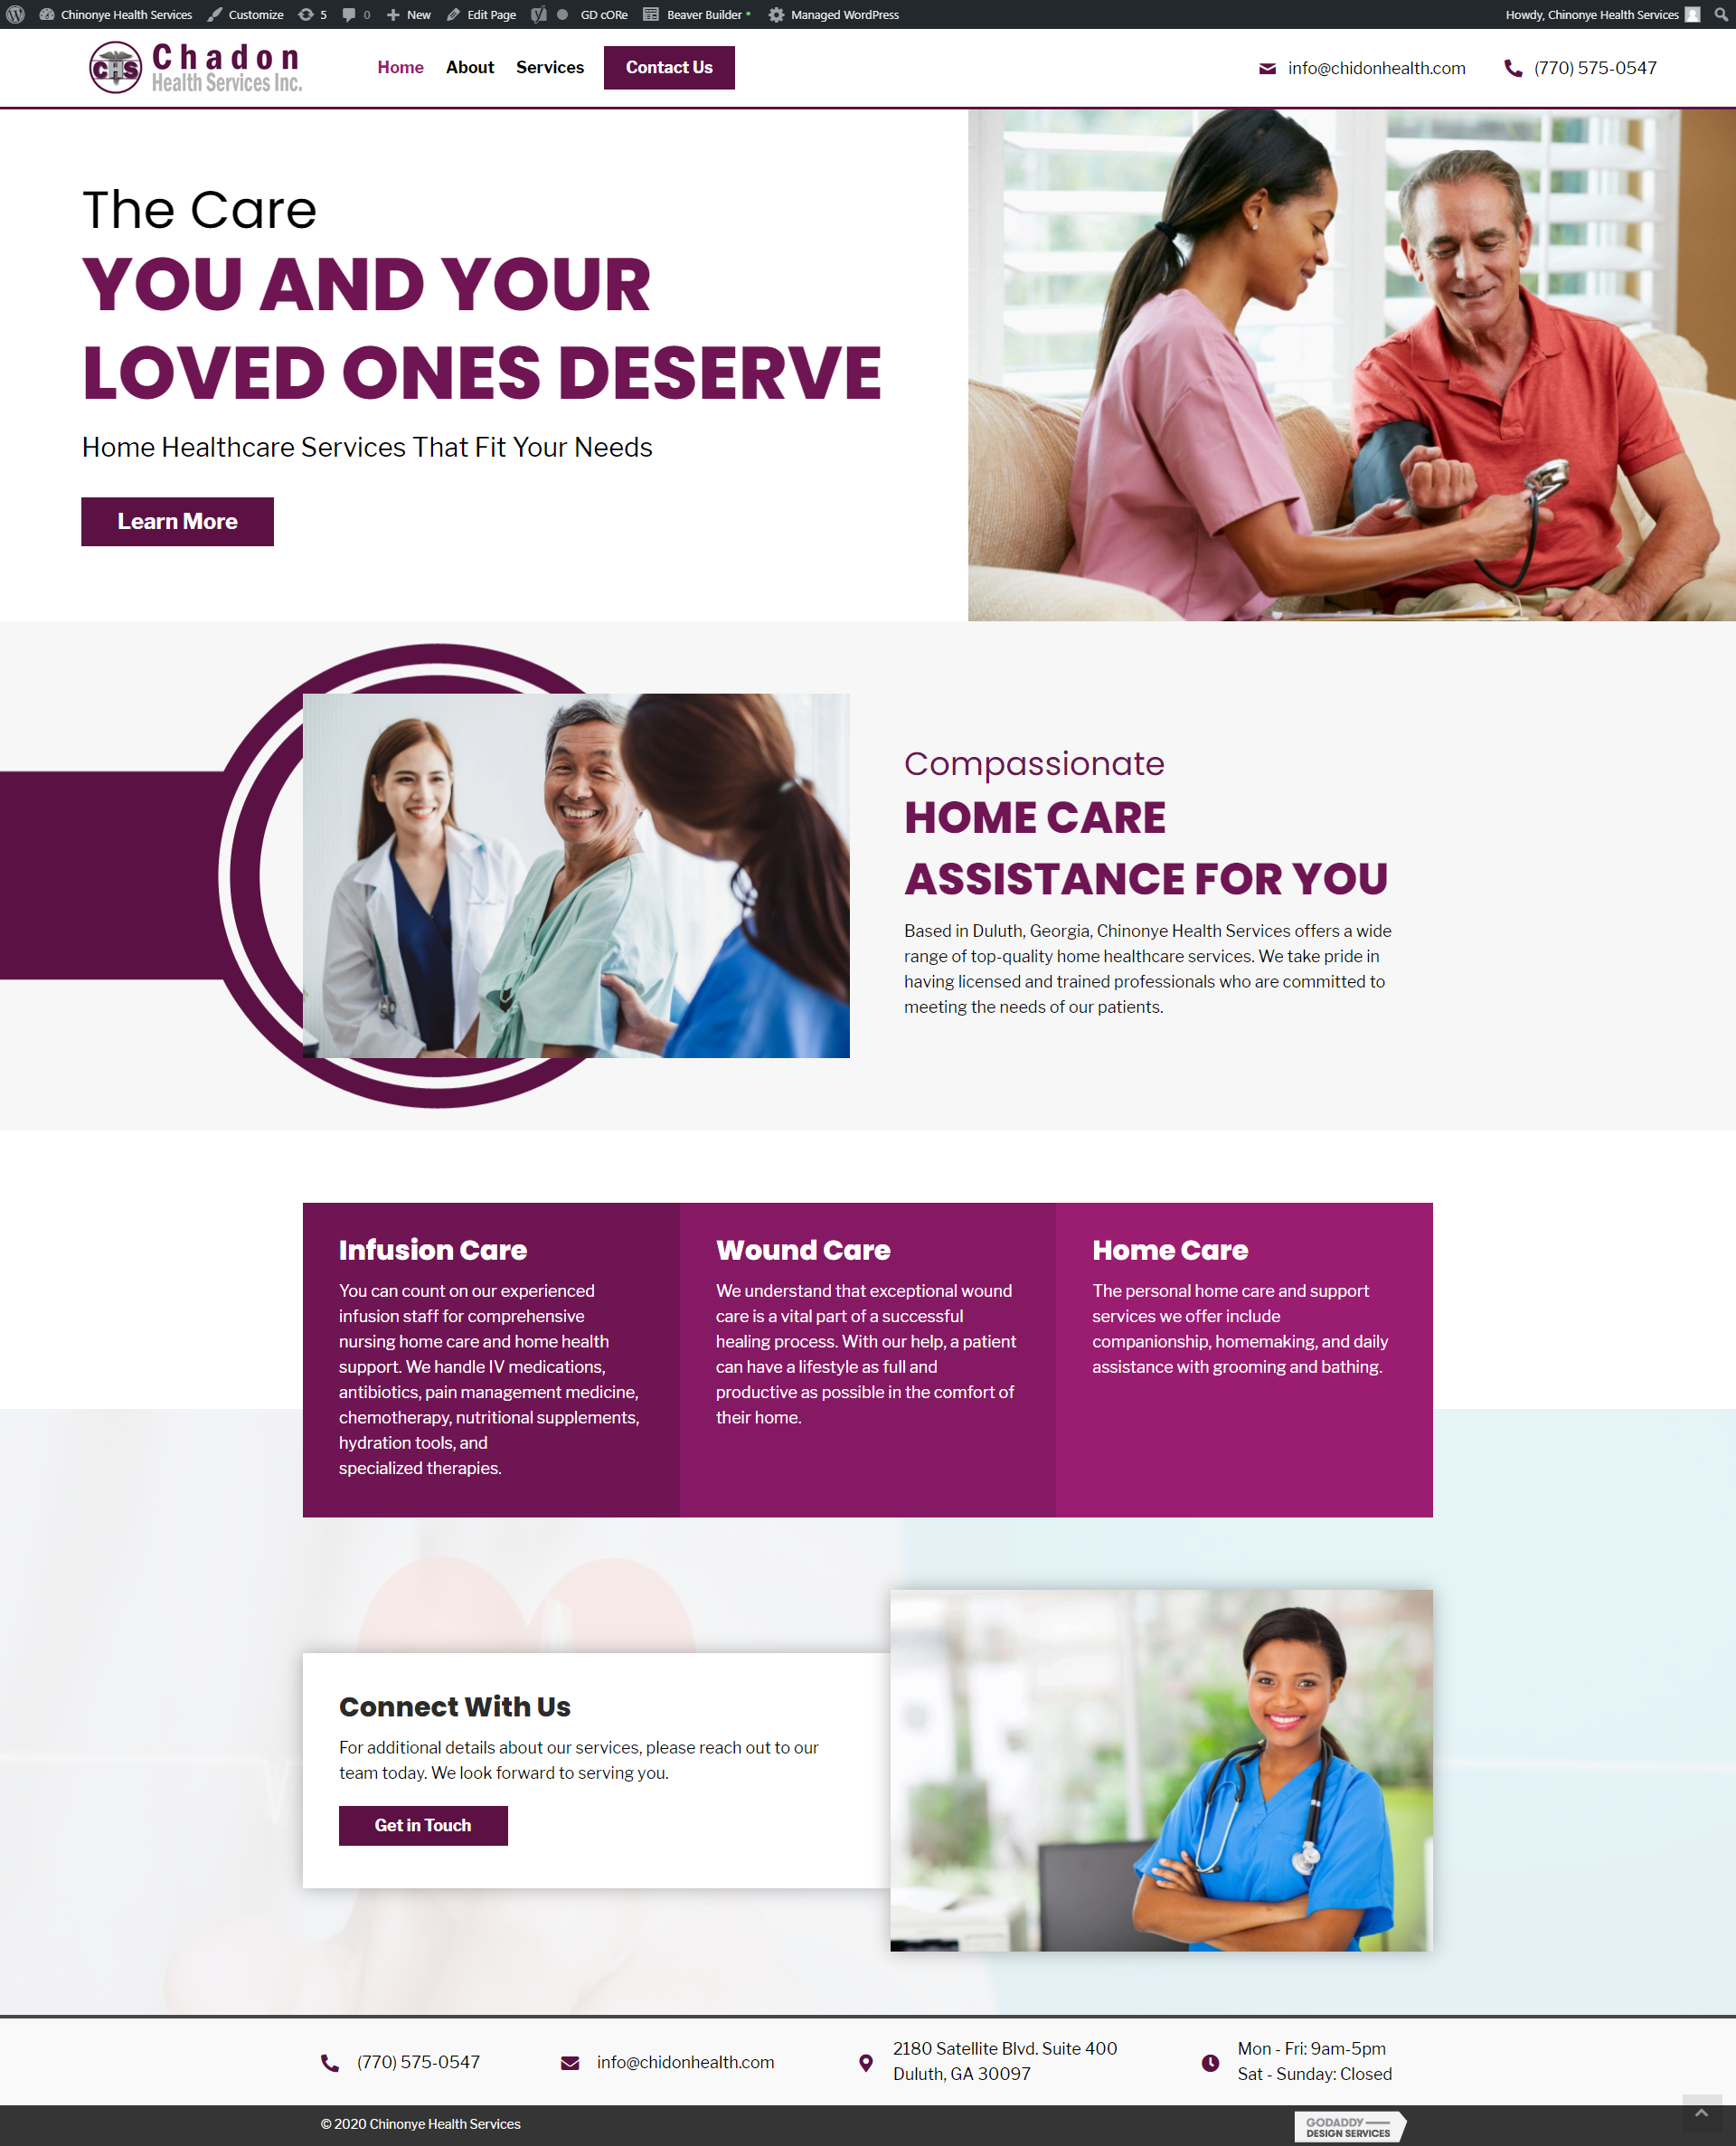 Chinonye Health Services Customize 5 0 New Edit Page GD cORe Beaver Builder Managed WordPress Howdy, Chinonye Health Services
CHS Chadon
Health Services Inc.
Home About Services Contact Us info@chidonhealth.com (770) 575-0547
The Care
YOU AND YOUR
LOVED ONES DESERVE
Home Healthcare Services That Fit Your Needs
Learn More
Compassionate
HOME CARE
ASSISTANCE FOR YOU
Based in Duluth, Georgia, Chinonye Health Services offers a wide
range of top-quality home healthcare services. We take pride in
having licensed and trained professionals who are committed to
meeting the needs of our patients.
Infusion Care
You can count on our experienced
infusion staff for comprehensive
nursing home care and home health
support. We handle IV medications,
antibiotics, pain management medicine,
chemotherapy, nutritional supplements,
hydration tools, and
specialized therapies.
Wound Care
We understand that exceptional wound
care is a vital part of a successful
healing process. With our help, a patient
can have a lifestyle as full and
productive as possible in the comfort of
their home.
Home Care
The personal home care and support
services we offer include
companionship, homemaking, and daily
assistance with grooming and bathing.
Connect With Us
For additional details about our services, please reach out to our
team today. We look forward to serving you.
Get in Touch
(770) 575-0547
info@chidonhealth.com
2180 Satellite Blvd. Suite 400
Duluth, GA 30097
Mon - Fri: 9am-5pm
Sat - Sunday: Closed
© 2020 Chinonye Health Services
GODADDY
DESIGN SERVICES